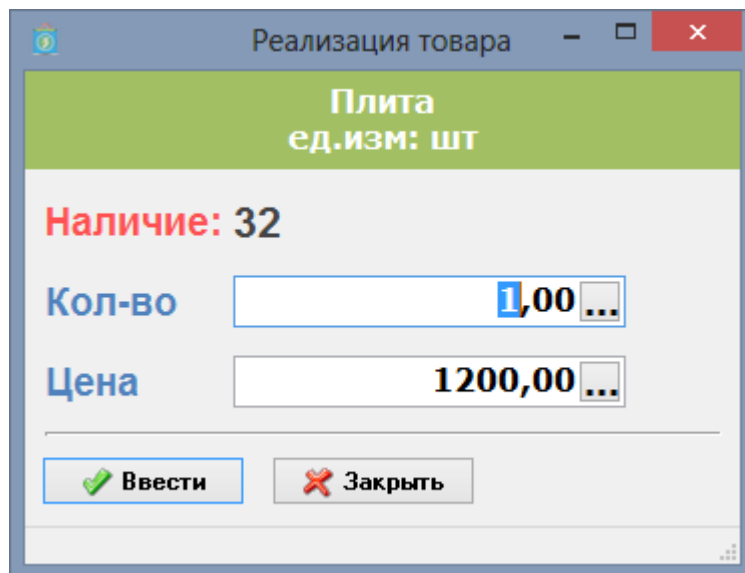 Реализация товара
Плита
ед.изм: шт
Наличие: 32
Кол-во 1,00 ...
Цена 1200,00 ...
Ввести Закрыть